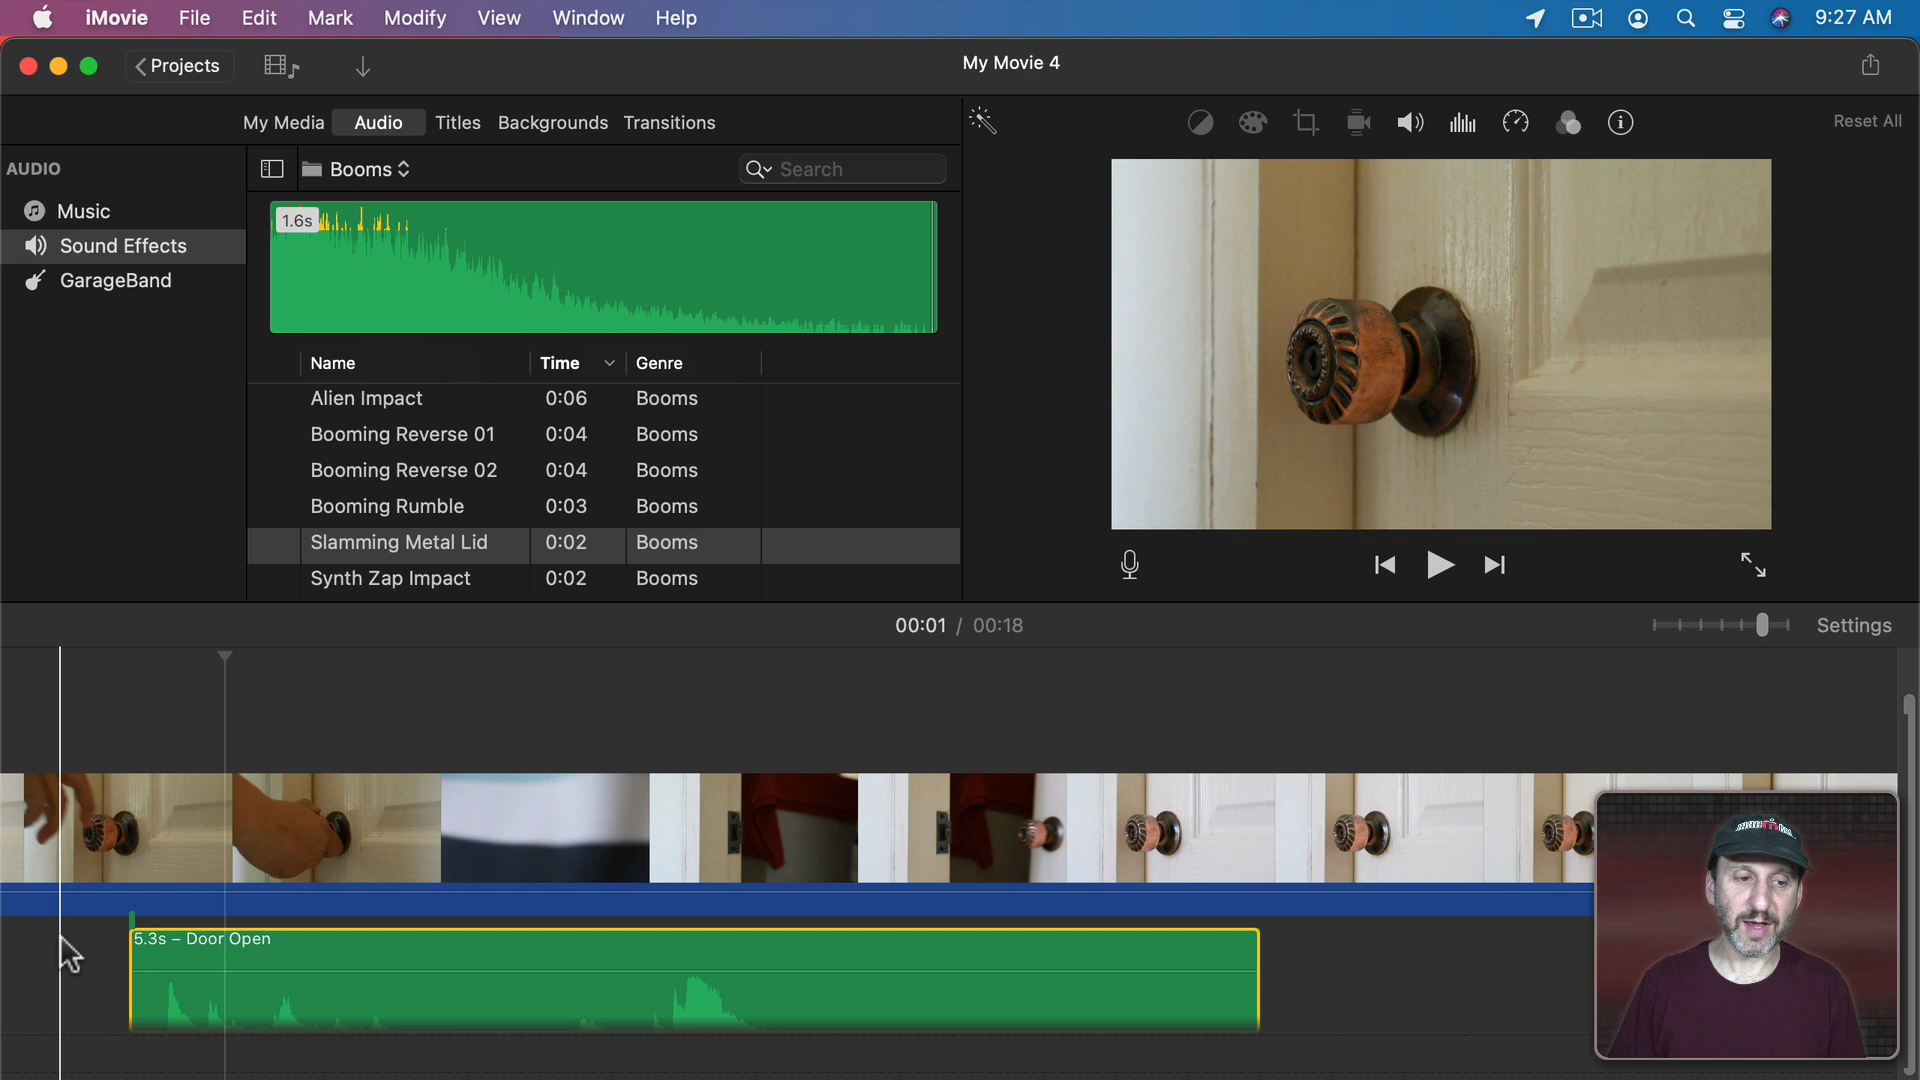 iMovie File Edit Mark Modify View Window Help 9:27 AM
Projects My Movie 4
My Media Audio Titles Backgrounds Transitions Reset All
AUDIO Booms Search
Music
Sound Effects
GarageBand
1.6s
Name Time Genre
Alien Impact 0:06 Booms
Booming Reverse 01 0:04 Booms
Booming Reverse 02 0:04 Booms
Booming Rumble 0:03 Booms
Slamming Metal Lid 0:02 Booms
Synth Zap Impact 0:02 Booms
00:01 / 00:18 Settings
5.3s – Door Open